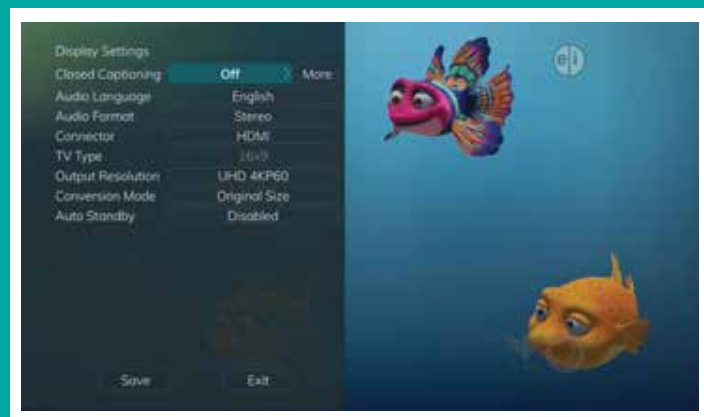 Display Settings
Closed Captioning Off More
Audio Language English
Audio Format Stereo
Connector HDMI
TV Type 16x9
Output Resolution UHD 4KP60
Conversion Mode Original Size
Auto Standby Disabled
Save Exit
e i